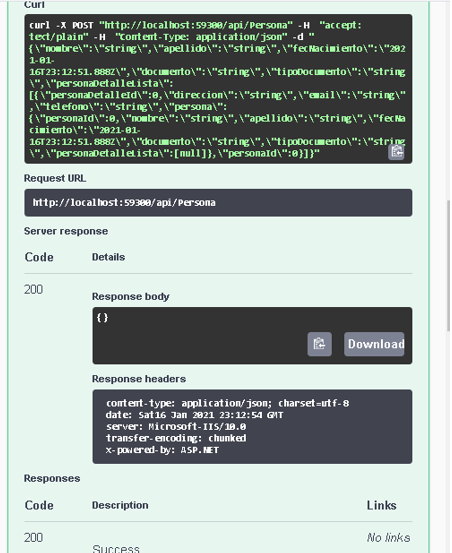 Curl
curl -X POST "http://localhost:59300/api/Persona" -H "accept:
text/plain" -H "Content-Type: application/json" -d "
{\"nombre\":\"string\",\"apellido\":\"string\",\"fecNacimiento\":\"202
1-01-
16T23:12:51.888Z\",\"documento\":\"string\",\"tipoDocumento\":\"string
\",\"personaDetalleLista\":
[{\"personaDetalleId\":0,\"direccion\":\"string\",\"email\":\"string\"
,\"telefono\":\"string\",\"persona\":
{\"personaId\":0,\"nombre\":\"string\",\"apellido\":\"string\",\"fecNa
cimiento\":\"2021-01-
16T23:12:51.888Z\",\"documento\":\"string\",\"tipoDocumento\":\"string
\",\"personaDetalleLista\":[null]},\"personaId\":0}]}"
Request URL
http://localhost:59300/api/Persona
Server response
Code Details
200
Response body
{}
Download
Response headers
content-type: application/json; charset=utf-8
date: Sat16 Jan 2021 23:12:54 GMT
server: Microsoft-IIS/10.0
transfer-encoding: chunked
x-powered-by: ASP.NET
Responses
Code Description Links
200 No links
Success